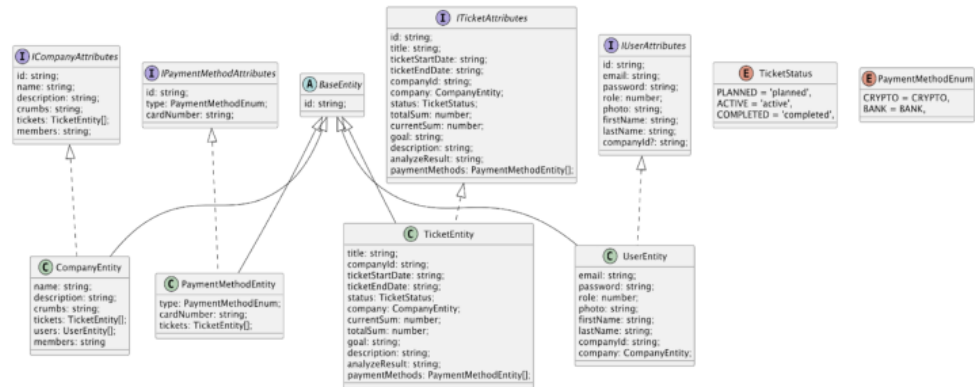 I ICompanyAttributes
id: string;
name: string;
description: string;
crumbs: string;
tickets: TicketEntity[];
members: string;
I IPaymentMethodAttributes
id: string;
type: PaymentMethodEnum;
cardNumber: string;
A BaseEntity
id: string;
I ITicketAttributes
id: string;
title: string;
ticketStartDate: string;
ticketEndDate: string;
companyId: string;
company: CompanyEntity;
status: TicketStatus;
totalSum: number;
currentSum: number;
goal: string;
description: string;
analyzeResult: string;
paymentMethods: PaymentMethodEntity[];
I IUserAttributes
id: string;
email: string;
password: string;
role: number;
photo: string;
firstName: string;
lastName: string;
companyId?: string;
E TicketStatus
PLANNED = 'planned',
ACTIVE = 'active',
COMPLETED = 'completed',
E PaymentMethodEnum
CRYPTO = CRYPTO,
BANK = BANK,
C CompanyEntity
name: string;
description: string;
crumbs: string;
tickets: TicketEntity[];
users: UserEntity[];
members: string
C PaymentMethodEntity
type: PaymentMethodEnum;
cardNumber: string;
tickets: TicketEntity[];
C TicketEntity
title: string;
companyId: string;
ticketStartDate: string;
ticketEndDate: string;
status: TicketStatus;
company: CompanyEntity;
currentSum: number;
totalSum: number;
goal: string;
description: string;
analyzeResult: string;
paymentMethods: PaymentMethodEntity[];
C UserEntity
email: string;
password: string;
role: number;
photo: string;
firstName: string;
lastName: string;
companyId: string;
company: CompanyEntity;